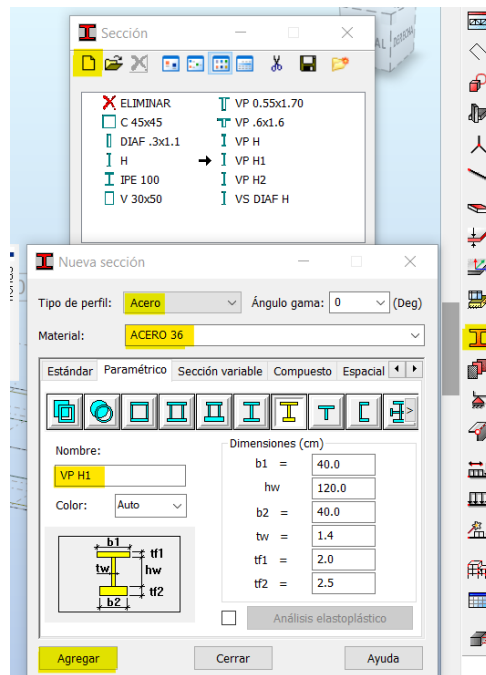 Sección
ELIMINAR
C 45x45
DIAF .3x1.1
H
IPE 100
V 30x50
VP 0.55x1.70
VP .6x1.6
VP H
VP H1
VP H2
VS DIAF H
Nueva sección
Tipo de perfil: Acero Ángulo gama: 0 (Deg)
Material: ACERO 36
Estándar Paramétrico Sección variable Compuesto Espacial
Nombre:
VP H1
Color: Auto
Dimensiones (cm)
b1 = 40.0
hw 120.0
b2 = 40.0
tw = 1.4
tf1 = 2.0
tf2 = 2.5
b1
tf1
tw hw
tf2
b2
Análisis elastoplástico
Agregar Cerrar Ayuda